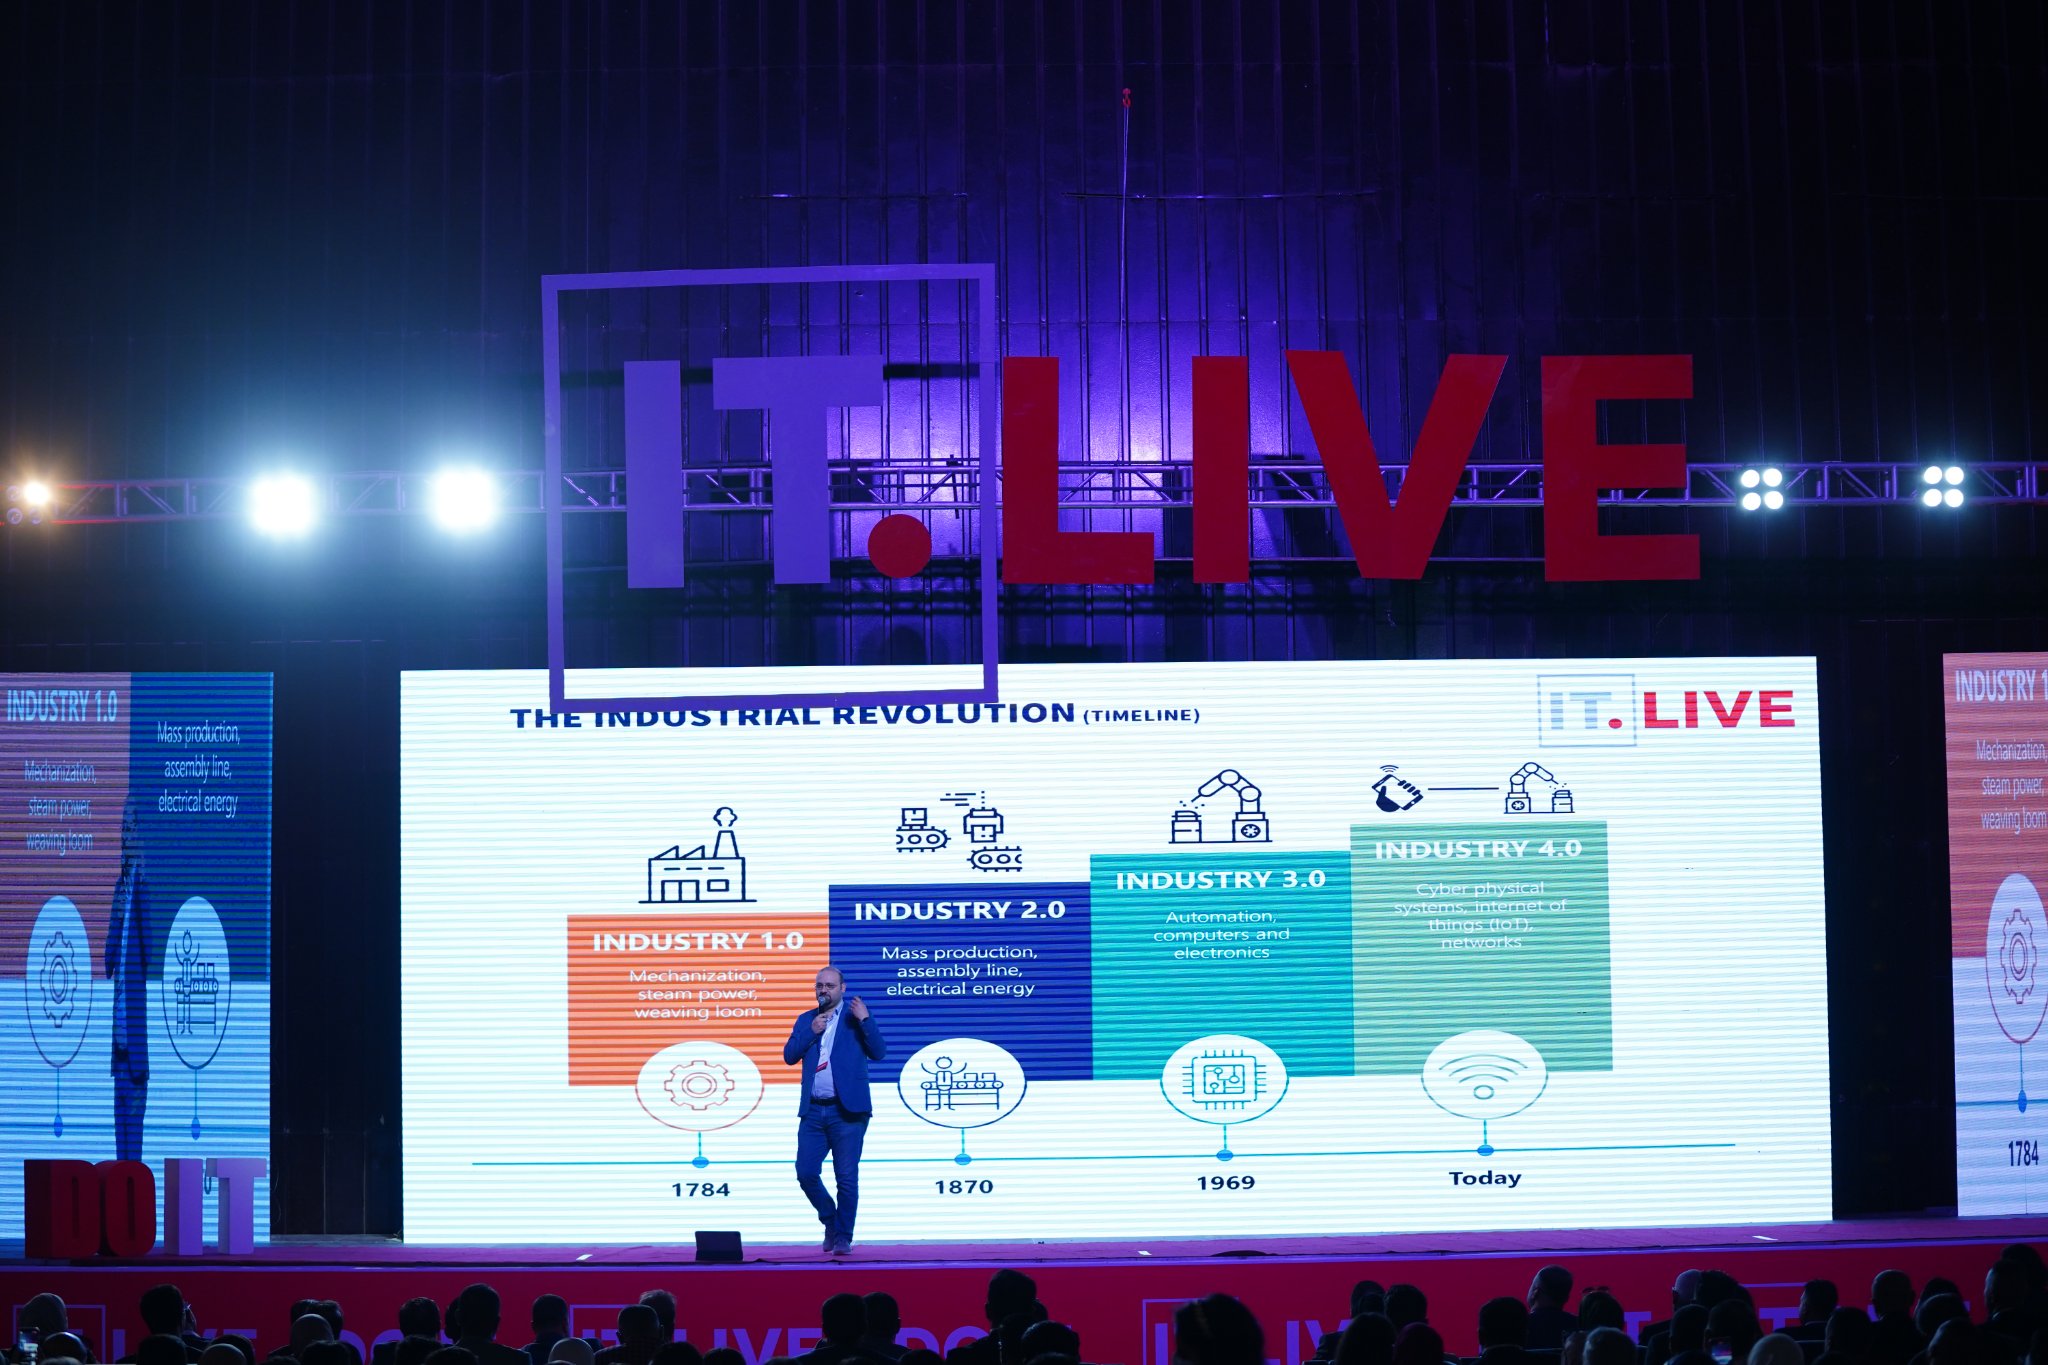 IT.LIVE
THE INDUSTRIAL REVOLUTION (TIMELINE)
IT.LIVE
INDUSTRY 1.0
Mechanization,
steam power,
weaving loom
1784
INDUSTRY 2.0
Mass production,
assembly line,
electrical energy
1870
INDUSTRY 3.0
Automation,
computers and
electronics
1969
INDUSTRY 4.0
Cyber physical
systems, internet of
things (IoT),
networks
Today
INDUSTRY 1.0
Mechanization,
steam power,
weaving loom
Mass production,
assembly line,
electrical energy
DO IT
INDUSTRY 1
Mechanization,
steam power,
weaving loom
1784
LIVE